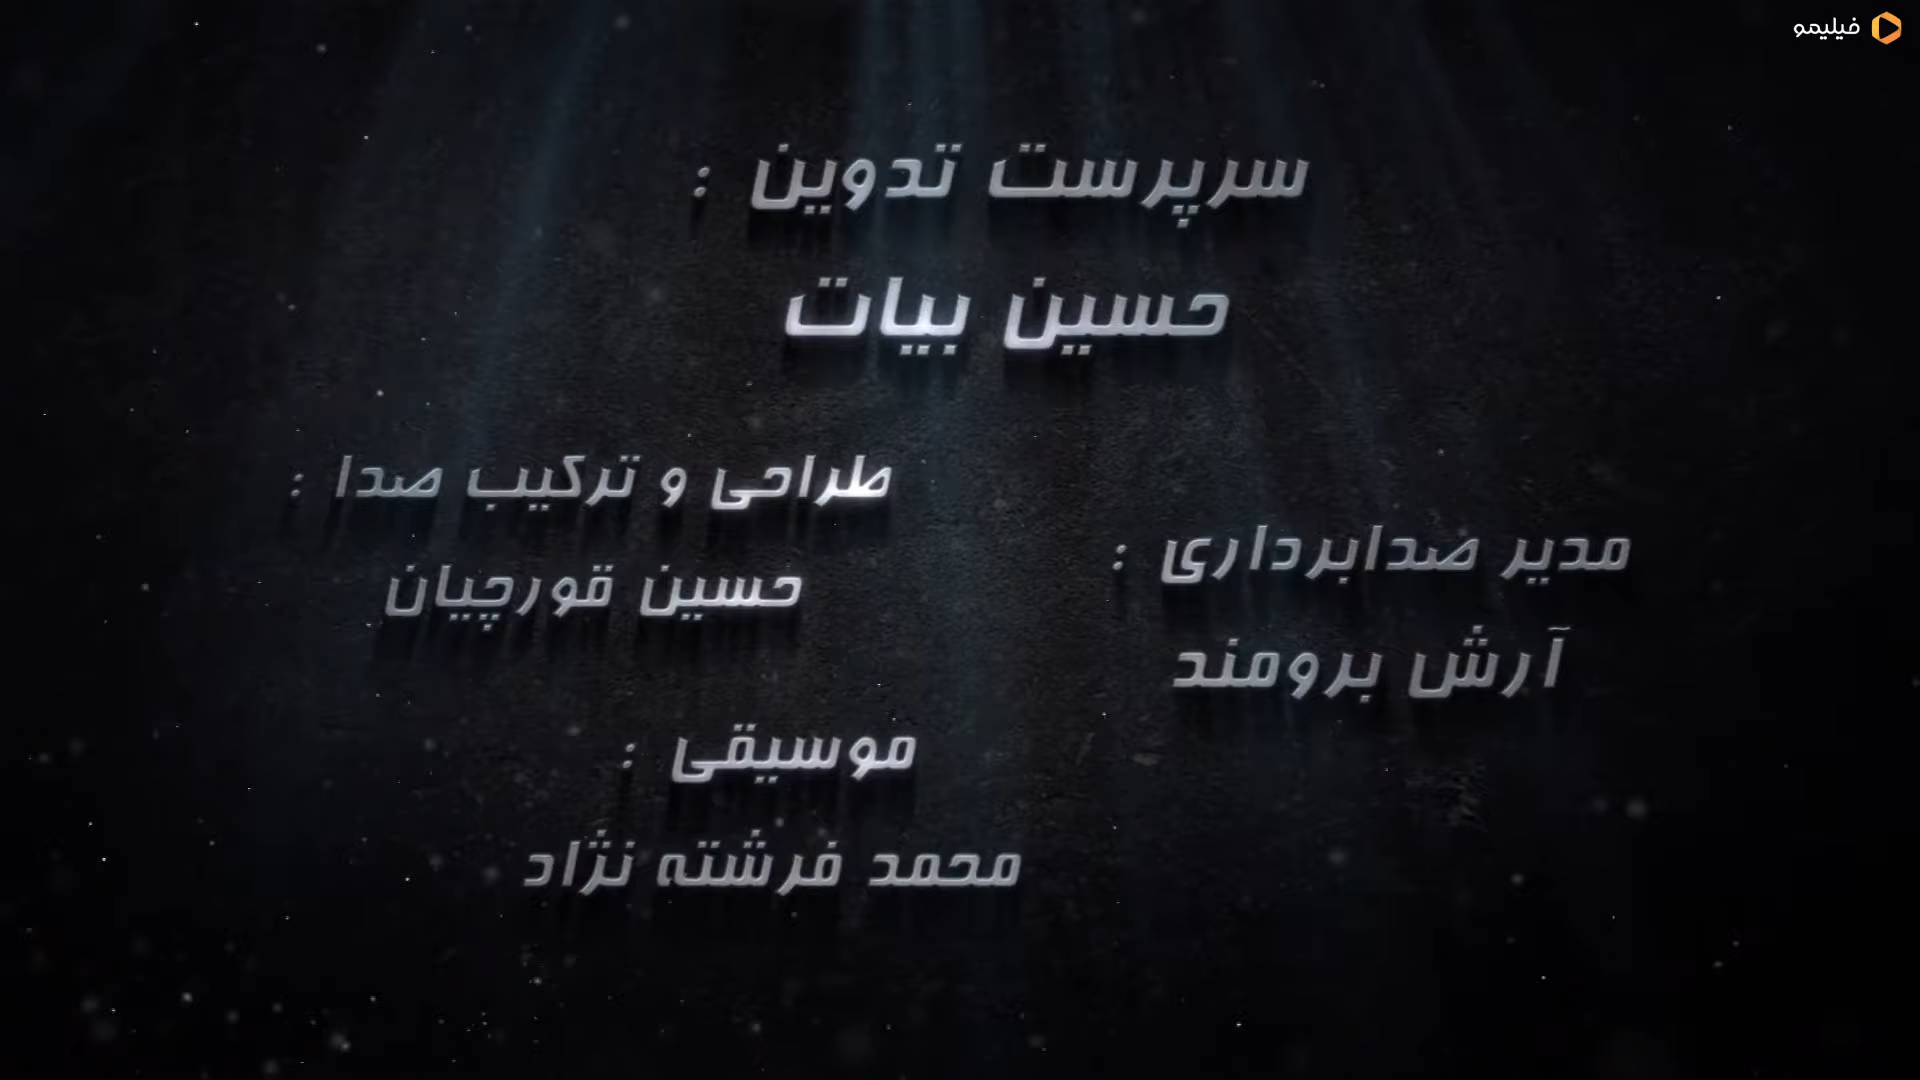 فیلیمو
سرپرست تدوین :
حسین بیات
مدیر صدابرداری :
آرش برومند
طراحی و ترکیب صدا :
حسین قورچیان
موسیقی :
محمد فرشته نژاد